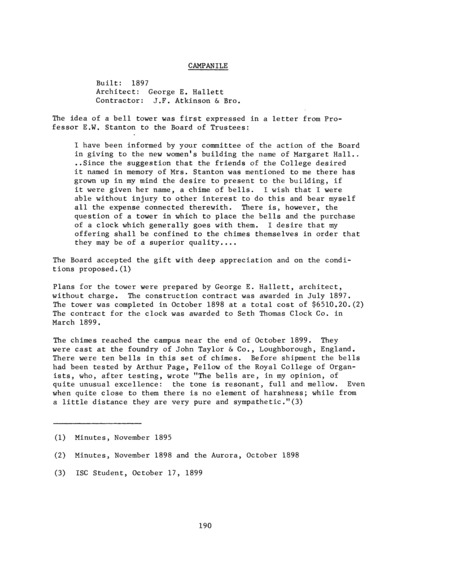 CAMPANILE
Built: 1897
Architect: George E. Hallett
Contractor: J.F. Atkinson & Bro.
The idea of a bell tower was first expressed in a letter from Pro-
fessor E.W. Stanton to the Board of Trustees:
I have been informed by your committee of the action of the Board
in giving to the new women's building the name of Margaret Hall..
..Since the suggestion that the friends of the College desired
it named in memory of Mrs. Stanton was mentioned to me there has
grown up in my mind the desire to present to the building, if
it were given her name, a chime of bells. I wish that I were
able without injury to other interest to do this and bear myself
all the expense connected therewith. There is, however, the
question of a tower in which to place the bells and the purchase
of a clock which generally goes with them. I desire that my
offering shall be confined to the chimes themselves in order that
they may be of a superior quality....
The Board accepted the gift with deep appreciation and on the condi-
tions proposed.(1)
Plans for the tower were prepared by George E. Hallett, architect,
without charge. The construction contract was awarded in July 1897.
The tower was completed in October 1898 at a total cost of $6510.20.(2)
The contract for the clock was awarded to Seth Thomas Clock Co. in
March 1899.
The chimes reached the campus near the end of October 1899. They
were cast at the foundry of John Taylor & Co., Loughborough, England.
There were ten bells in this set of chimes. Before shipment the bells
had been tested by Arthur Page, Fellow of the Royal College of Organ-
ists, who, after testing, wrote "The bells are, in my opinion, of
quite unusual excellence: the tone is resonant, full and mellow. Even
when quite close to them there is no element of harshness; while from
a little distance they are very pure and sympathetic."(3)
(1) Minutes, November 1895
(2) Minutes, November 1898 and the Aurora, October 1898
(3) ISC Student, October 17, 1899
190